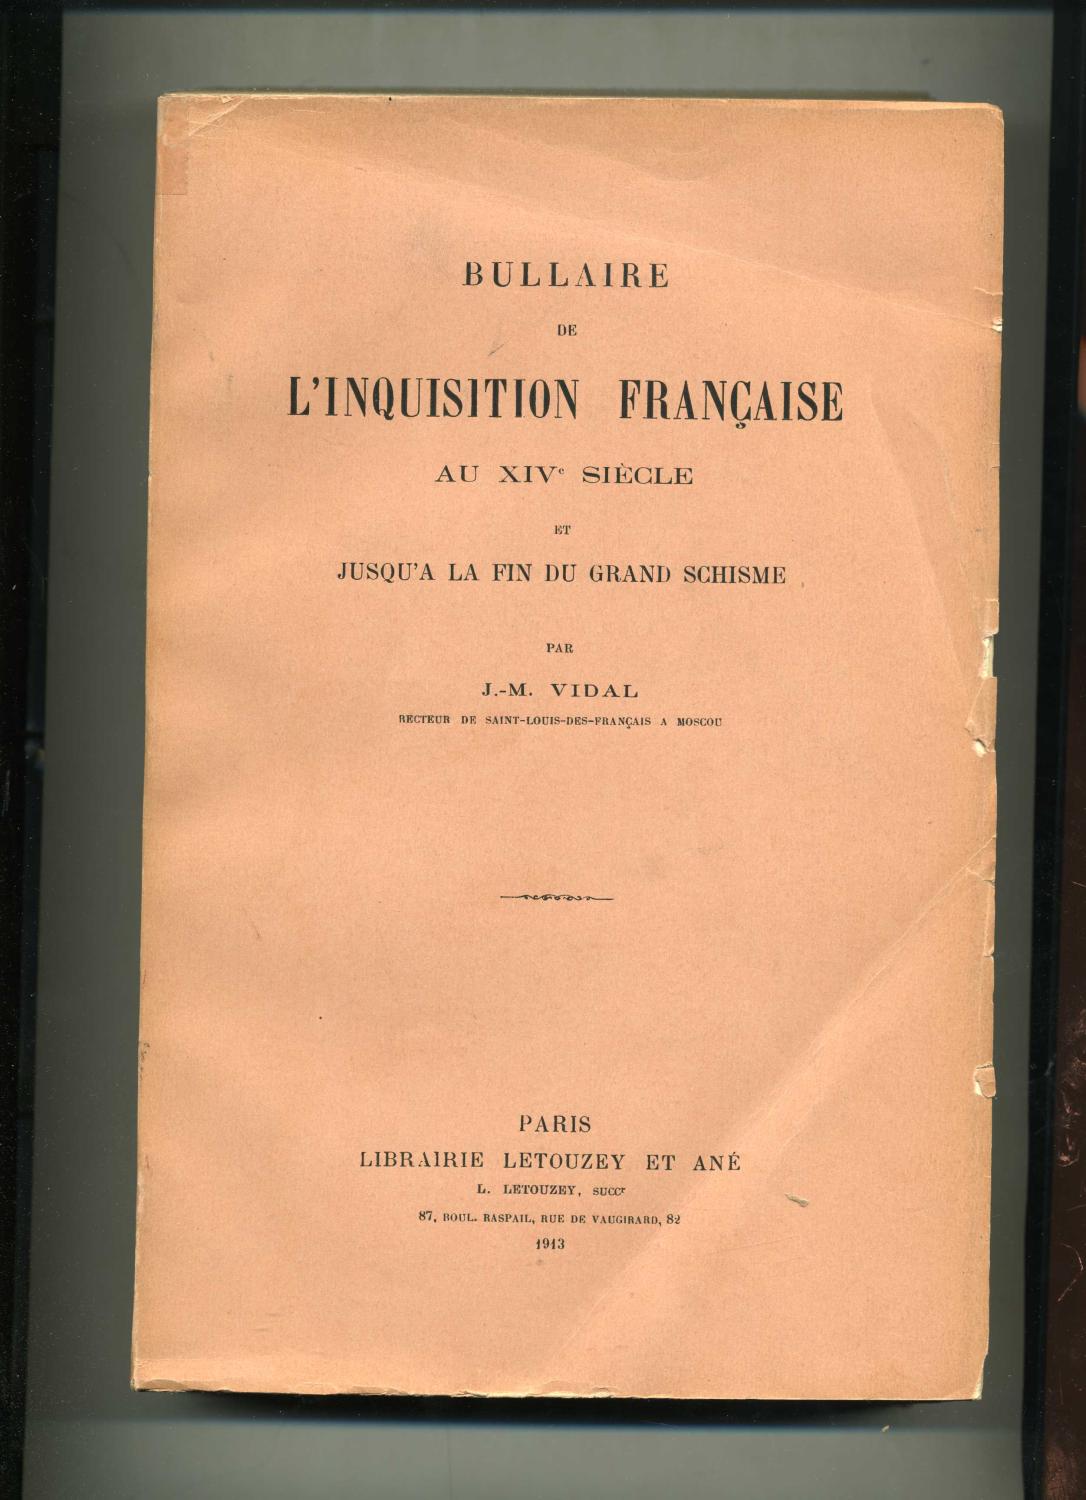 BULLAIRE
DE
L'INQUISITION FRANÇAISE
AU XIVe SIÈCLE
ET
JUSQU'A LA FIN DU GRAND SCHISME
PAR
J.-M. VIDAL
RECTEUR DE SAINT-LOUIS-DES-FRANÇAIS A MOSCOU
PARIS
LIBRAIRIE LETOUZEY ET ANÉ
L. LETOUZEY, SUCCr
87, BOUL. RASPAIL, RUE DE VAUGIRARD, 82
1913